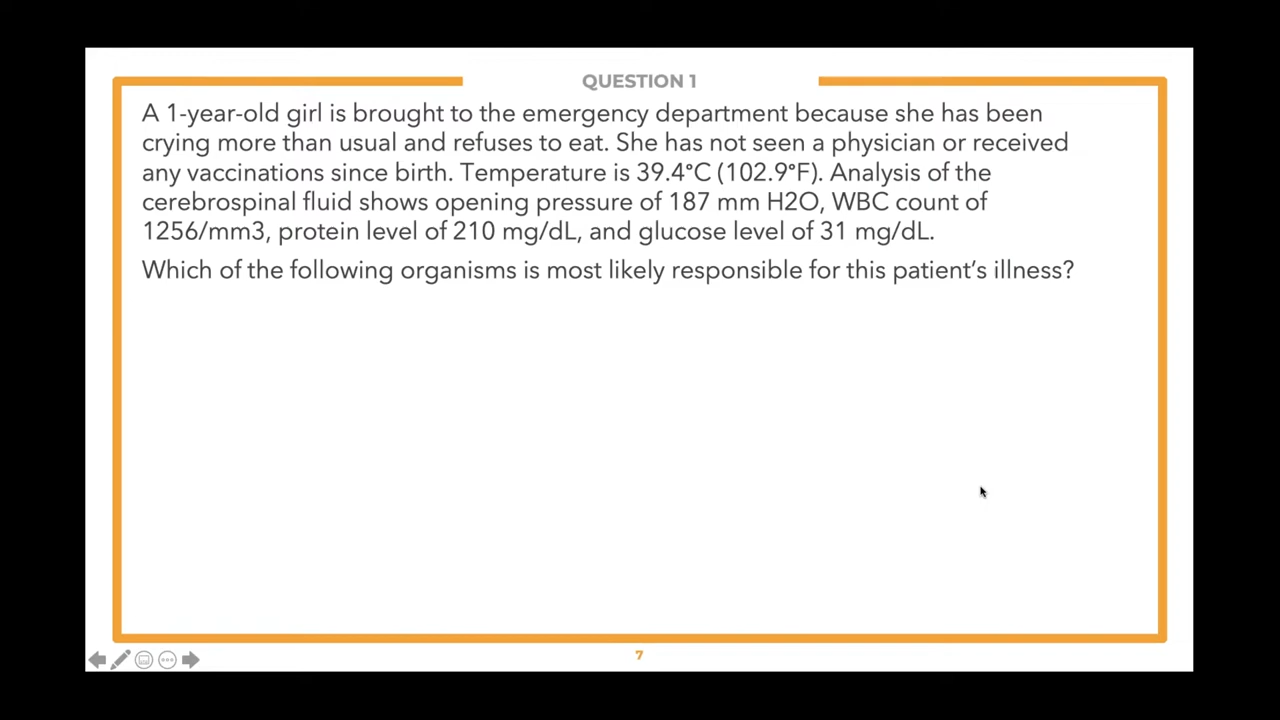 QUESTION 1
A 1-year-old girl is brought to the emergency department because she has been
crying more than usual and refuses to eat. She has not seen a physician or received
any vaccinations since birth. Temperature is 39.4°C (102.9°F). Analysis of the
cerebrospinal fluid shows opening pressure of 187 mm H2O, WBC count of
1256/mm3, protein level of 210 mg/dL, and glucose level of 31 mg/dL.
Which of the following organisms is most likely responsible for this patient’s illness?
7